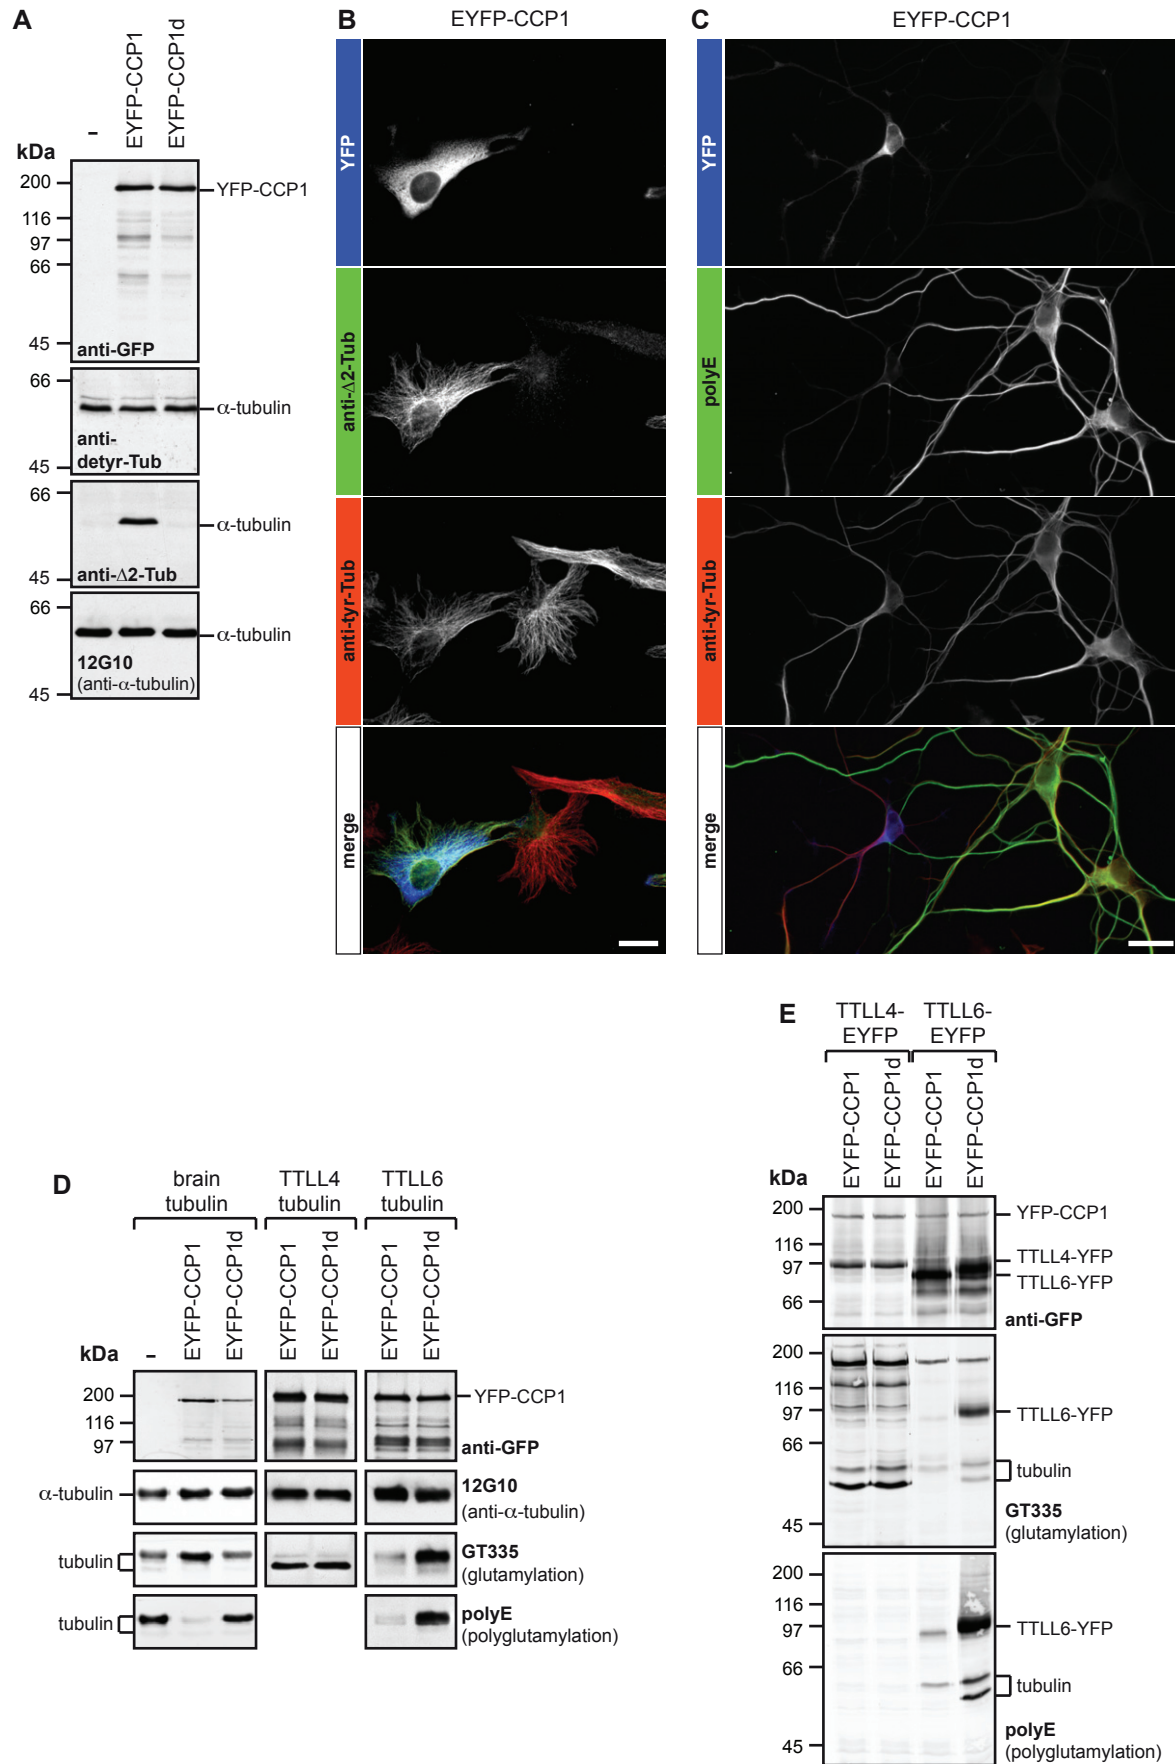 A
–
EYFP-CCP1
EYFP-CCP1d
kDa
200
116
97
66
45
YFP-CCP1
anti-GFP
66
45
α-tubulin
anti-
detyr-Tub
66
45
α-tubulin
anti-Δ2-Tub
66
45
α-tubulin
12G10
(anti-α-tubulin)
B
EYFP-CCP1
YFP
anti-Δ2-Tub
anti-tyr-Tub
merge
C
EYFP-CCP1
YFP
polyE
anti-tyr-Tub
merge
D
brain
tubulin
TTLL4
tubulin
TTLL6
tubulin
–
EYFP-CCP1
EYFP-CCP1d
EYFP-CCP1
EYFP-CCP1d
EYFP-CCP1
EYFP-CCP1d
kDa
200
116
97
YFP-CCP1
anti-GFP
α-tubulin
12G10
(anti-α-tubulin)
tubulin
GT335
(glutamylation)
tubulin
polyE
(polyglutamylation)
E
TTLL4-
EYFP
TTLL6-
EYFP
EYFP-CCP1
EYFP-CCP1d
EYFP-CCP1
EYFP-CCP1d
kDa
200
116
97
66
YFP-CCP1
TTLL4-YFP
TTLL6-YFP
anti-GFP
200
116
97
66
45
TTLL6-YFP
tubulin
GT335
(glutamylation)
200
116
97
66
45
TTLL6-YFP
tubulin
polyE
(polyglutamylation)